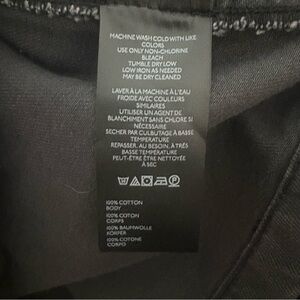 MACHINE WASH COLD WITH LIKE
COLORS
USE ONLY NON-CHLORINE
BLEACH
TUMBLE DRY LOW
LOW IRON AS NEEDED
MAY BE DRY CLEANED
LAVER À LA MACHINE À L'EAU
FROIDE AVEC COULEURS
SIMILAIRES
UTILISER UN AGENT DE
BLANCHIMENT SANS CHLORE SI
NÉCESSAIRE
SECHER PAR CULBUTAGE À BASSE
TEMPERATURE
REPASSER, AU BESOIN, À TRÈS
BASSE TEMPÉRATURE
PEUT-ÊTRE ÊTRE NETTOYÉE
À SEC
100% COTTON
BODY
100% COTON
CORPS
100% BAUMWOLLE
KÖRPER
100% COTONE
CORPO